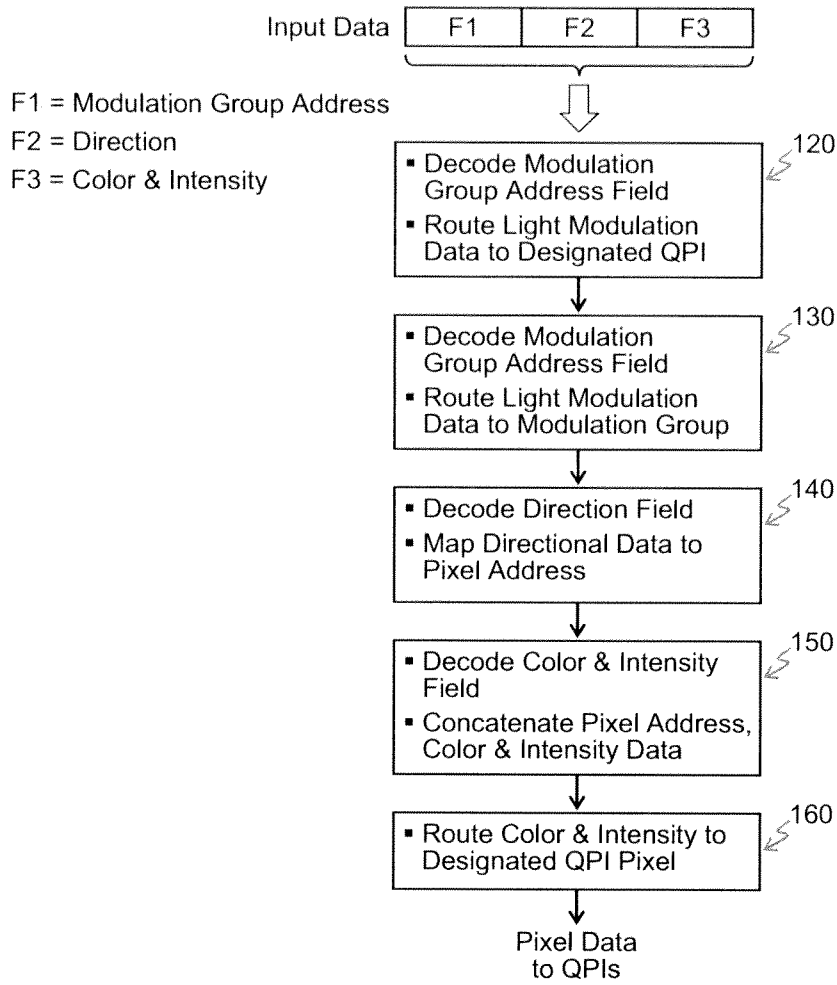 Input Data F1 F2 F3
F1 = Modulation Group Address
F2 = Direction
F3 = Color & Intensity
120
▪ Decode Modulation
Group Address Field
▪ Route Light Modulation
Data to Designated QPI
130
▪ Decode Modulation
Group Address Field
▪ Route Light Modulation
Data to Modulation Group
140
▪ Decode Direction Field
▪ Map Directional Data to
Pixel Address
150
▪ Decode Color & Intensity
Field
▪ Concatenate Pixel Address,
Color & Intensity Data
160
▪ Route Color & Intensity to
Designated QPI Pixel
Pixel Data
to QPIs